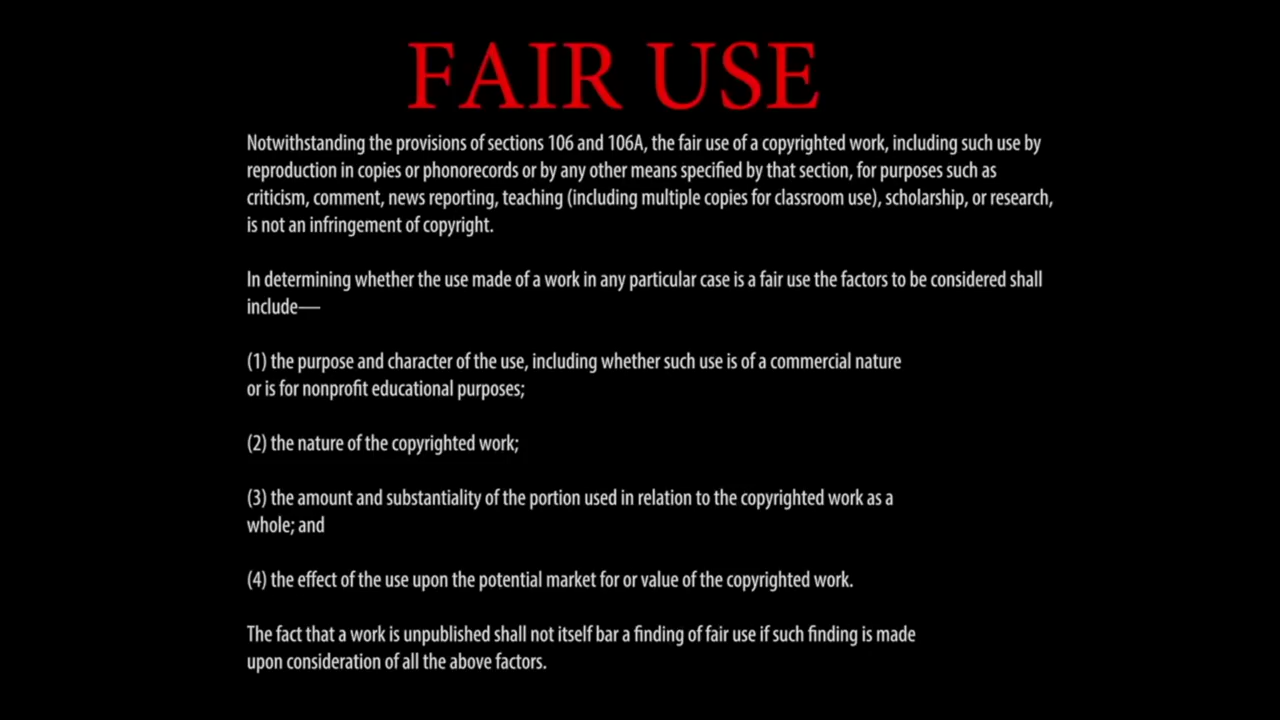 FAIR USE
Notwithstanding the provisions of sections 106 and 106A, the fair use of a copyrighted work, including such use by
reproduction in copies or phonorecords or by any other means specified by that section, for purposes such as
criticism, comment, news reporting, teaching (including multiple copies for classroom use), scholarship, or research,
is not an infringement of copyright.
In determining whether the use made of a work in any particular case is a fair use the factors to be considered shall
include—
(1) the purpose and character of the use, including whether such use is of a commercial nature
or is for nonprofit educational purposes;
(2) the nature of the copyrighted work;
(3) the amount and substantiality of the portion used in relation to the copyrighted work as a
whole; and
(4) the effect of the use upon the potential market for or value of the copyrighted work.
The fact that a work is unpublished shall not itself bar a finding of fair use if such finding is made
upon consideration of all the above factors.